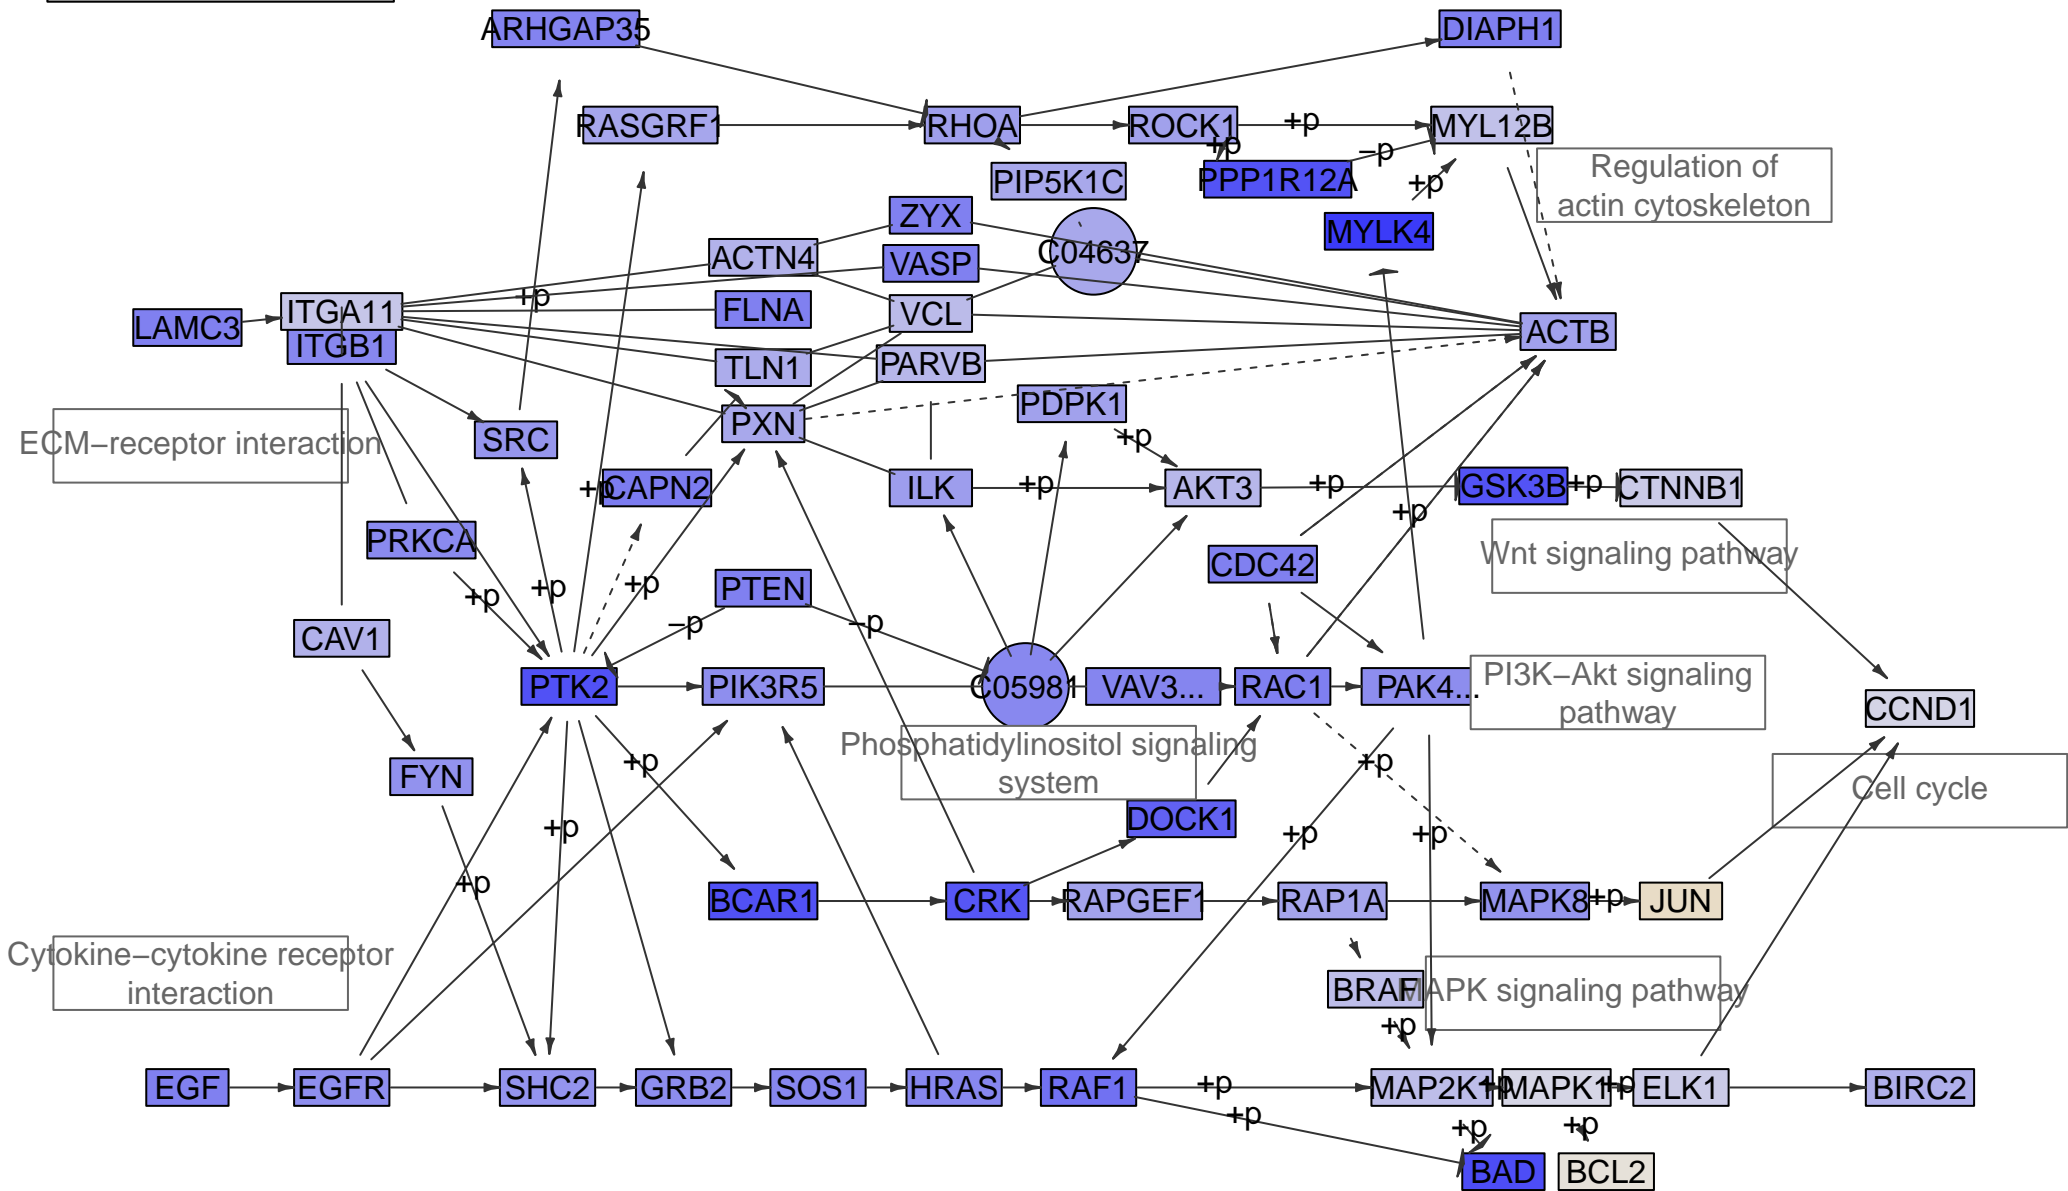 ARHGAP35
DIAPH1
RASGRF1
RHOA
ROCK1
+p
MYL12B
+p
−p
Regulation of
actin cytoskeleton
PIP5K1C
PPP1R12A
+p
ZYX
MYLK4
ACTN4
VASP
C04637
+p
LAMC3
ITGA11
FLNA
VCL
ITGB1
ACTB
TLN1
PARVB
PDPK1
PXN
+p
ECM−receptor interaction
SRC
+p
CAPN2
ILK
+p
AKT3
+p
GSK3B
+p
CTNNB1
+p
PRKCA
Wnt signaling pathway
CDC42
+p
+p
+p
PTEN
−p
−p
CAV1
PTK2
PIK3R5
C05981
VAV3...
RAC1
PAK4...
PI3K−Akt signaling
pathway
CCND1
Phosphatidylinositol signaling
system
+p
+p
FYN
Cell cycle
+p
DOCK1
+p
+p
+p
BCAR1
CRK
RAPGEF1
RAP1A
MAPK8
+p
JUN
Cytokine−cytokine receptor
interaction
BRAF
MAPK signaling pathway
+p
EGF
EGFR
SHC2
GRB2
SOS1
HRAS
RAF1
+p
MAP2K1
+p
MAPK1
+p
ELK1
BIRC2
+p
+p
+p
BAD
BCL2